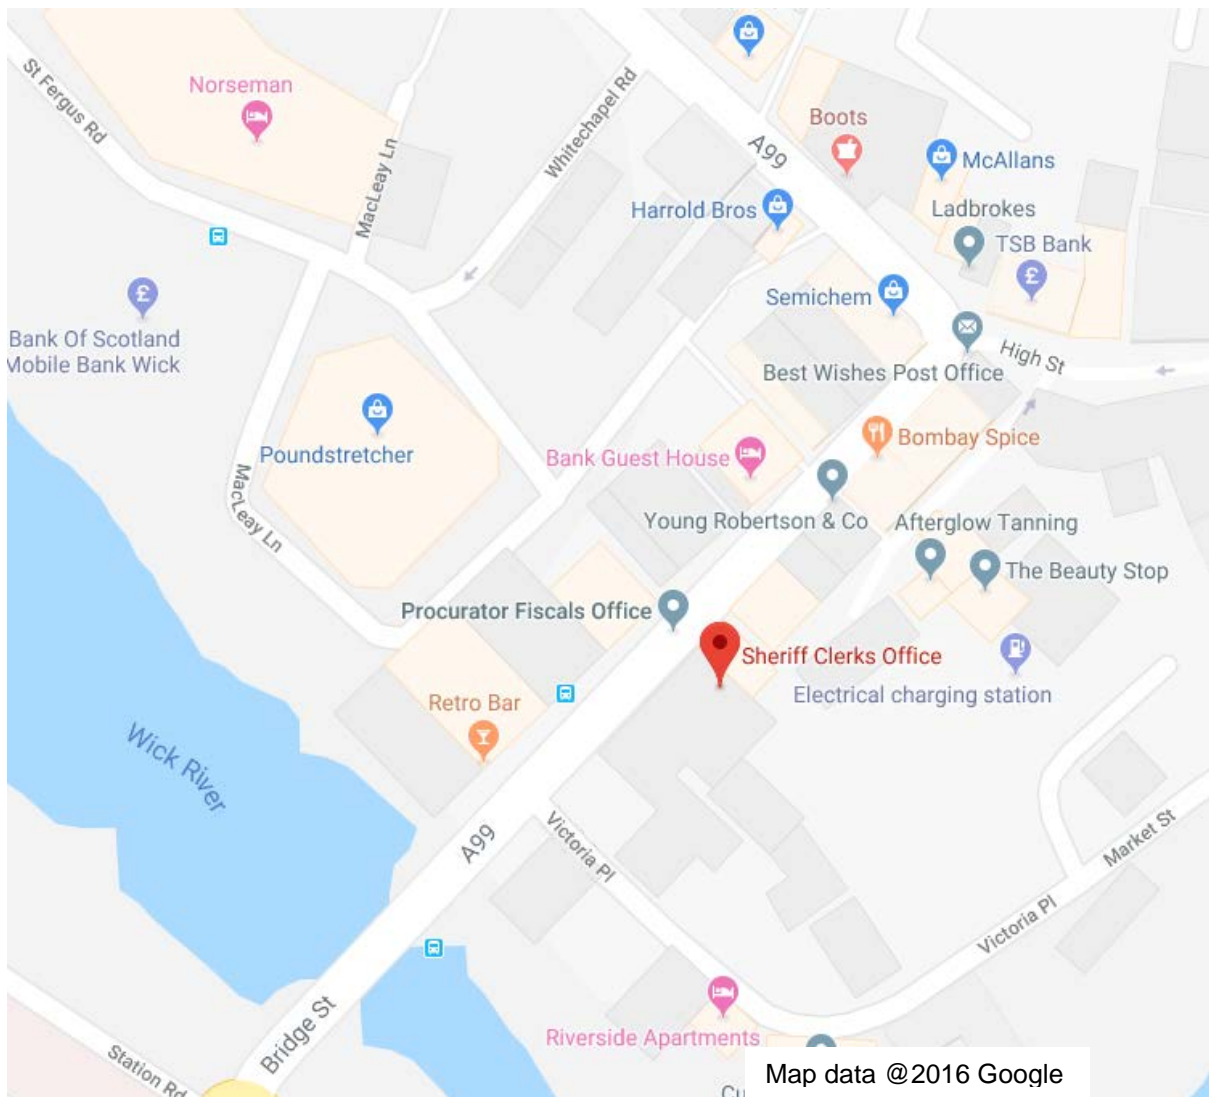 Norseman
St Fergus Rd
MacLeay Ln
Whitechapel Rd
A99
Boots
McAllans
Harrold Bros
Ladbrokes
TSB Bank
Semichem
Bank Of Scotland
Mobile Bank Wick
High St
Best Wishes Post Office
Poundstretcher
Bombay Spice
Bank Guest House
MacLeay Ln
Young Robertson & Co
Afterglow Tanning
The Beauty Stop
Procurator Fiscals Office
Sheriff Clerks Office
Electrical charging station
Retro Bar
Wick River
A99
Victoria Pl
Market St
Victoria Pl
Bridge St
Riverside Apartments
Station Rd
Map data @2016 Google